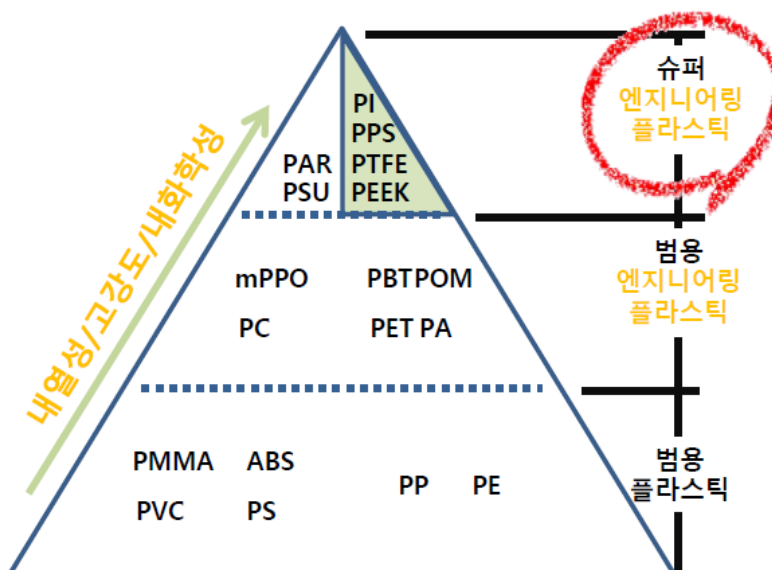 슈퍼
엔지니어링
플라스틱
PI
PPS
PAR PTFE
PSU PEEK
내열성/고강도/내화학성
범용
엔지니어링
플라스틱
mPPO PBT POM
PC PET PA
범용
플라스틱
PMMA ABS
PP PE
PVC PS